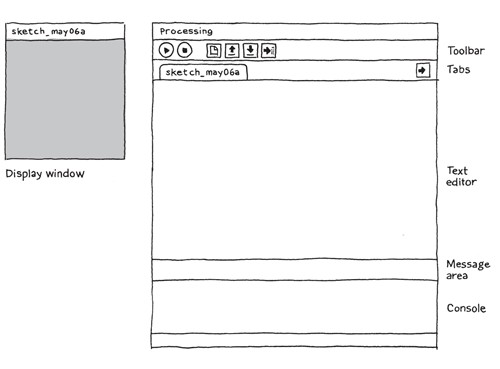 sketch_may06a
Display window
Processing
Toolbar
sketch_may06a
Tabs
Text
editor
Message
area
Console